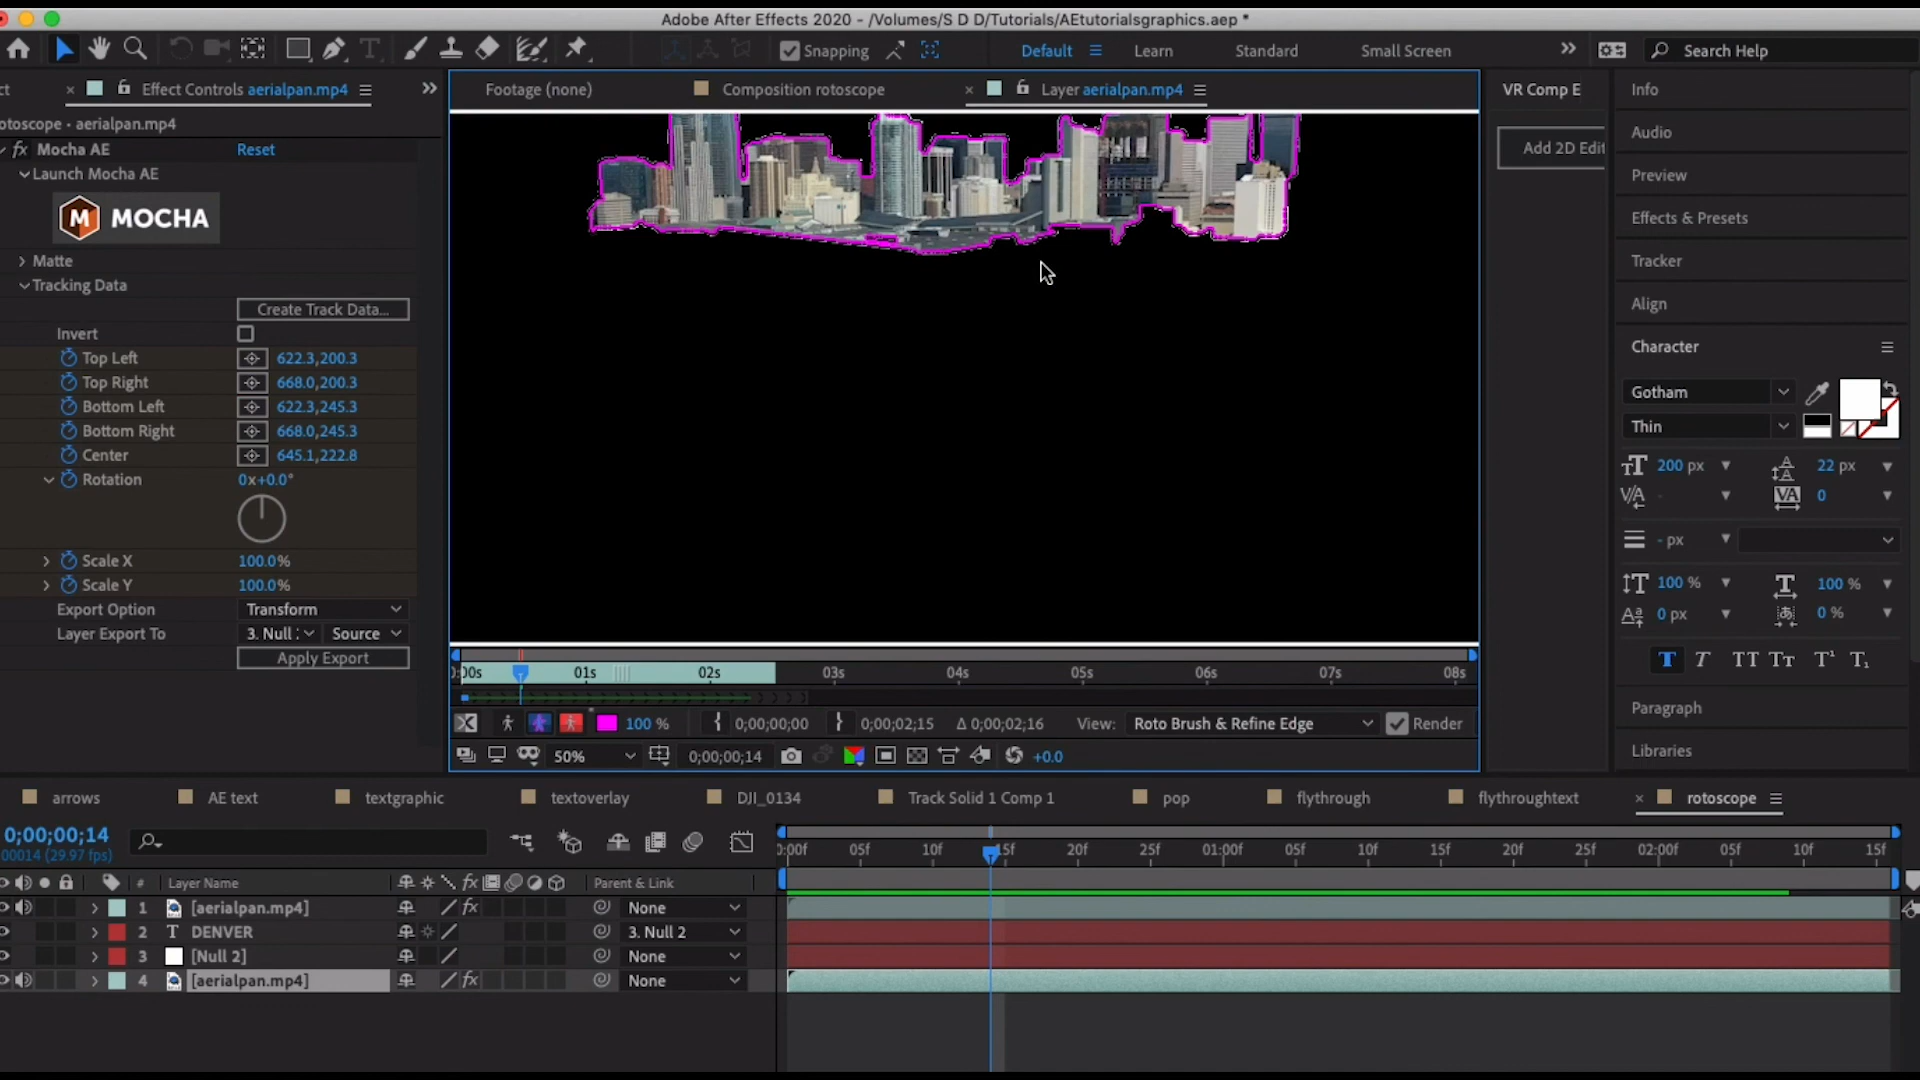 Adobe After Effects 2020 - /Volumes/S D D/Tutorials/AEtutorialsgraphics.aep *
Snapping
Default
Learn
Standard
Small Screen
Search Help
Effect Controls aerialpan.mp4
Footage (none)
Composition rotoscope
Layer aerialpan.mp4
VR Comp E
Info
otoscope • aerialpan.mp4
fx Mocha AE
Reset
Launch Mocha AE
M MOCHA
Matte
Tracking Data
Create Track Data...
Invert
Top Left 622.3,200.3
Top Right 668.0,200.3
Bottom Left 622.3,245.3
Bottom Right 668.0,245.3
Center 645.1,222.8
Rotation 0x+0.0°
Scale X 100.0%
Scale Y 100.0%
Export Option Transform
Layer Export To 3. Null : Source
Apply Export
Add 2D Edit
Audio
Preview
Effects & Presets
Tracker
Align
Character
Gotham
Thin
200 px 22 px
0
- px
100 % 100 %
0 px 0 %
T T TT Tт T¹ T₁
Paragraph
Libraries
0:00s 01s 02s 03s 04s 05s 06s 07s 08s
100 % 0;00;00;00 0;00;02;15 Δ 0;00;02;16 View: Roto Brush & Refine Edge Render
50% 0;00;00;14 +0.0
arrows AE text textgraphic textoverlay DJI_0134 Track Solid 1 Comp 1 pop flythrough flythroughtext rotoscope
0;00;00;14
00014 (29.97 fps)
0:00f 05f 10f 15f 20f 25f 01:00f 05f 10f 15f 20f 25f 02:00f 05f 10f 15f
# Layer Name fx Parent & Link
1 [aerialpan.mp4] fx None
2 T DENVER 3. Null 2
3 [Null 2] None
4 [aerialpan.mp4] fx None